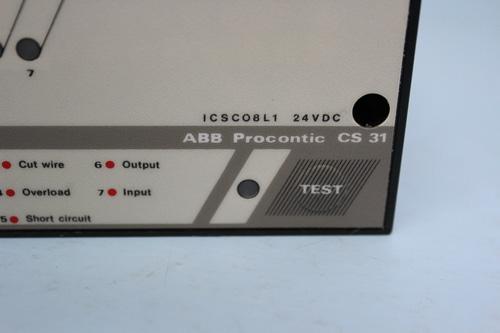 7
ICSC08L1 24VDC
ABB Procontic CS 31
Cut wire 6 Output
4 Overload 7 Input
5 Short circuit
TEST